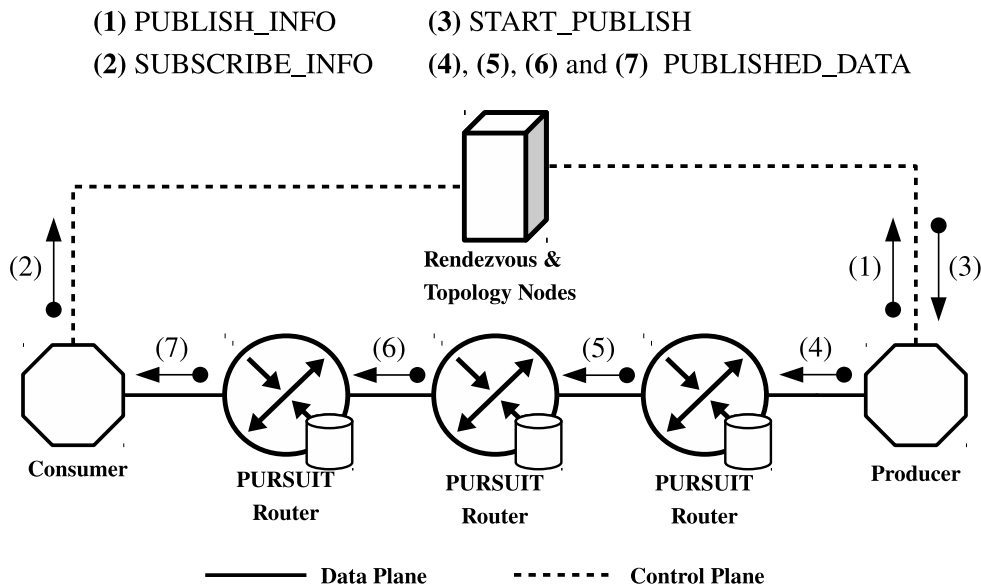 (1) PUBLISH_INFO (3) START_PUBLISH
(2) SUBSCRIBE_INFO (4), (5), (6) and (7) PUBLISHED_DATA
Rendezvous &
Topology Nodes
(2)
(1)
(3)
(7)
(6)
(5)
(4)
Consumer
PURSUIT
Router
PURSUIT
Router
PURSUIT
Router
Producer
Data Plane
Control Plane